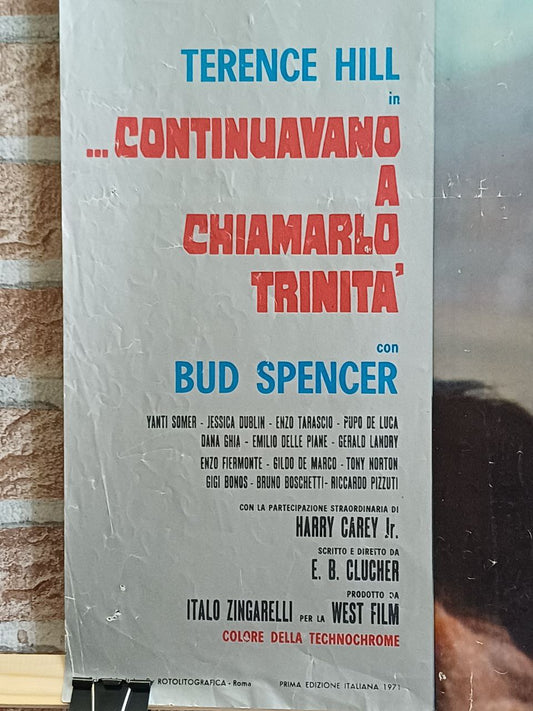 TERENCE HILL
in
...CONTINUAVANO
A
CHIAMARLO
TRINITA'
con
BUD SPENCER
YANTI SOMER - JESSICA DUBLIN - ENZO TARASCIO - PUPO DE LUCA
DANA GHIA - EMILIO DELLE PIANE - GERALD LANDRY
ENZO FIERMONTE - GILDO DE MARCO - TONY NORTON
GIGI BONOS - BRUNO BOSCHETTI - RICCARDO PIZZUTI
CON LA PARTECIPAZIONE STRAORDINARIA DI
HARRY CAREY Jr.
SCRITTO E DIRETTO DA
E. B. CLUCHER
PRODOTTO DA
ITALO ZINGARELLI PER LA WEST FILM
COLORE DELLA TECHNOCHROME
ROTOLITOGRAFICA - Roma PRIMA EDIZIONE ITALIANA 1971